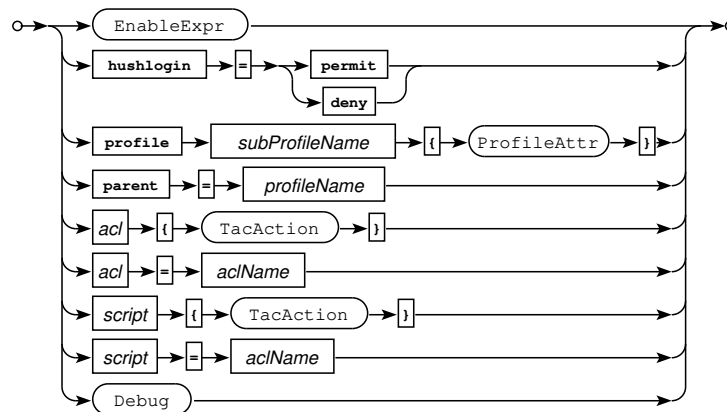 EnableExpr
hushlogin = permit
deny
profile subProfileName { ProfileAttr }
parent = profileName
acl { TacAction }
acl = aclName
script { TacAction }
script = aclName
Debug